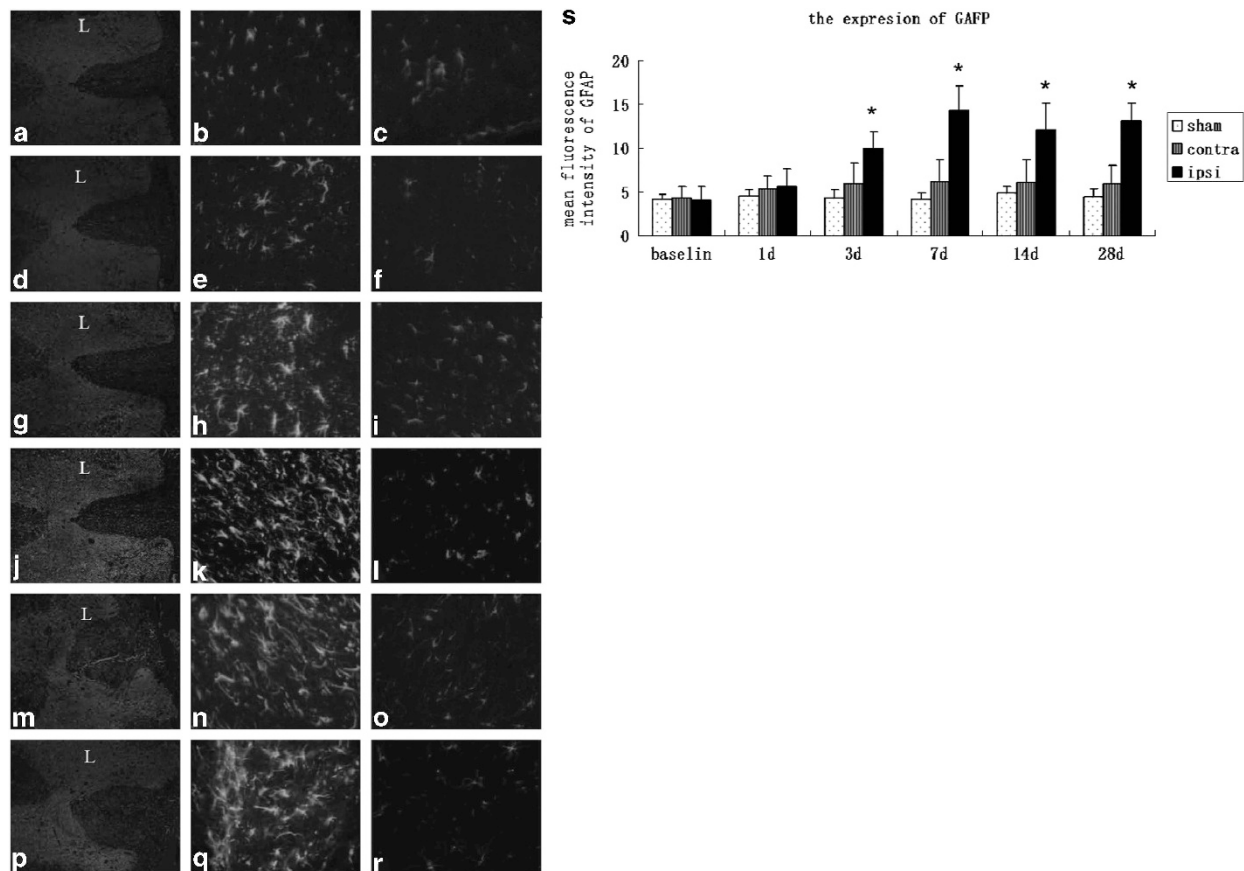 L
a
b
c
L
d
e
f
L
g
h
i
L
j
k
l
L
m
n
o
L
p
q
r
s
the expresion of GAFP
mean fluorescence
intensity of GFAP
20
15
10
5
0
* * * *
baselin 1d 3d 7d 14d 28d
sham
contra
ipsi